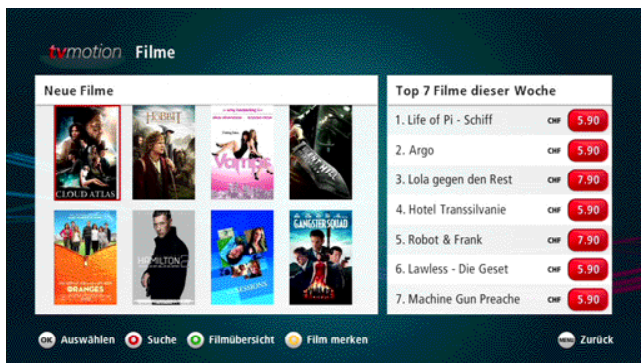 tvmotion Filme
Neue Filme
CLOUD ATLAS
HOBBIT
Vamps
ORANGES
HAMILTON
SESSIONS
GANGSTER SQUAD
Top 7 Filme dieser Woche
1. Life of Pi - Schiff CHF 5.90
2. Argo CHF 5.90
3. Lola gegen den Rest CHF 7.90
4. Hotel Transsilvanie CHF 5.90
5. Robot & Frank CHF 7.90
6. Lawless - Die Geset CHF 5.90
7. Machine Gun Preache CHF 5.90
OK Auswählen Suche Filmübersicht Film merken MENU Zurück